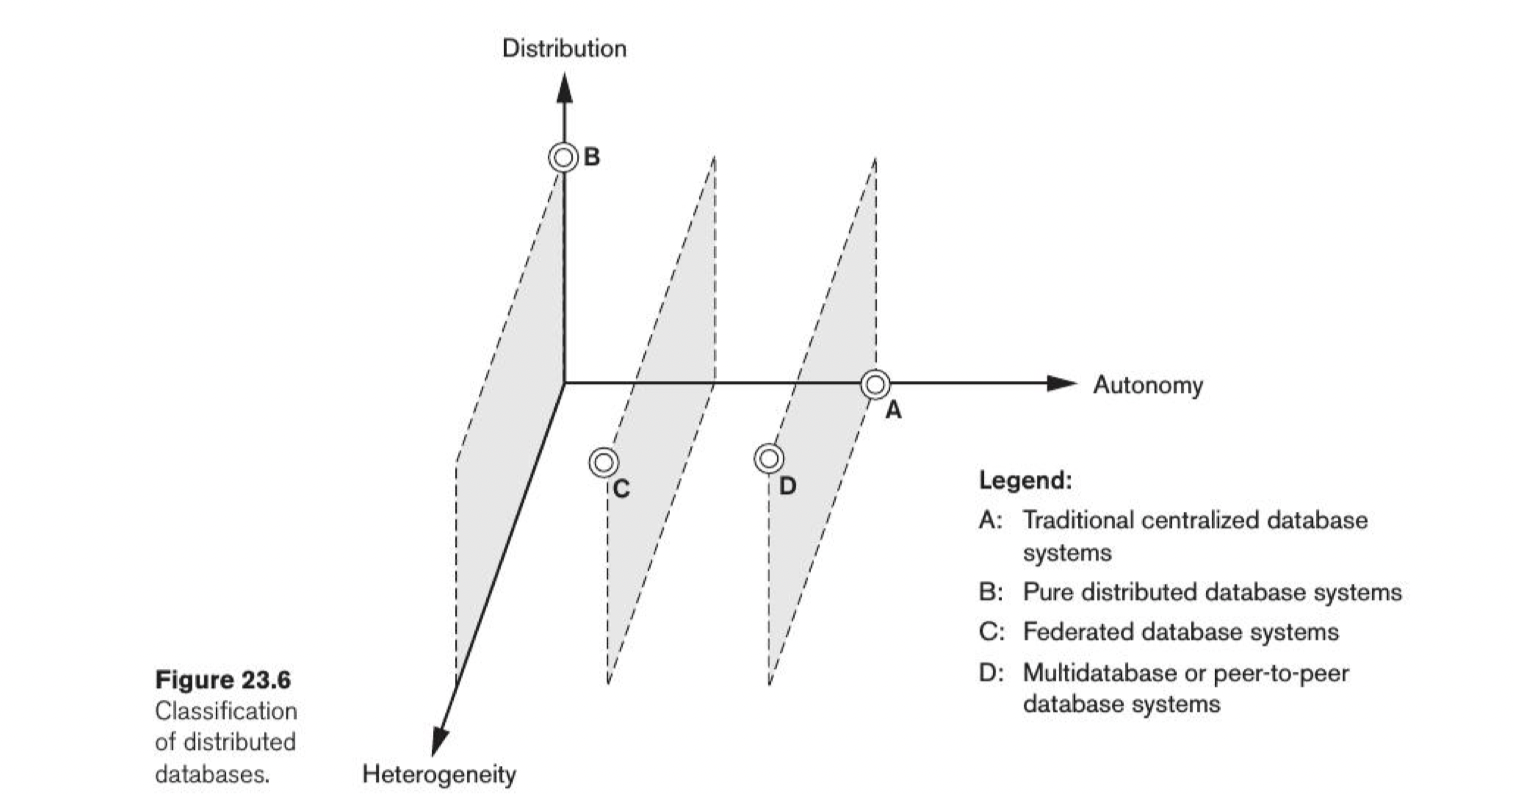 Distribution
B
Autonomy
A
C
D
Legend:
A: Traditional centralized database
systems
B: Pure distributed database systems
C: Federated database systems
D: Multidatabase or peer-to-peer
database systems
Figure 23.6
Classification
of distributed
databases.
Heterogeneity